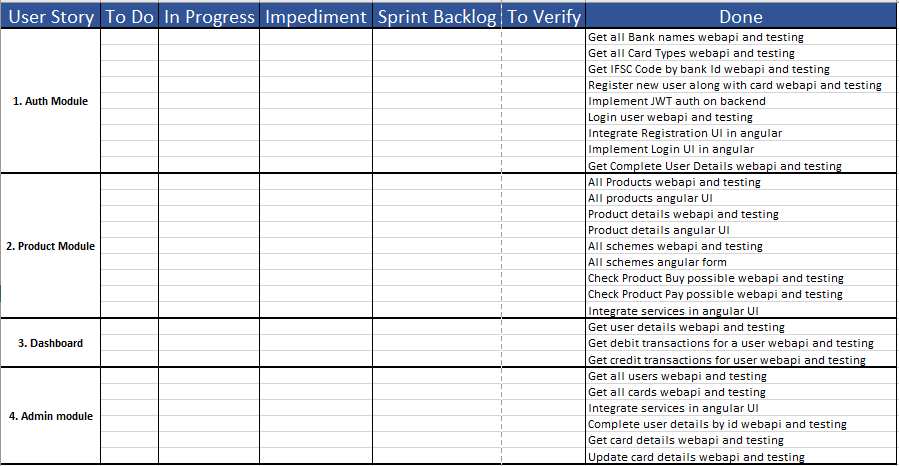 User Story To Do In Progress Impediment Sprint Backlog To Verify Done
1. Auth Module
Get all Bank names webapi and testing
Get all Card Types webapi and testing
Get IFSC Code by bank Id webapi and testing
Register new user along with card webapi and testing
Implement JWT auth on backend
Login user webapi and testing
Integrate Registration UI in angular
Implement Login UI in angular
Get Complete User Details webapi and testing
2. Product Module
All Products webapi and testing
All products angular UI
Product details webapi and testing
Product details angular UI
All schemes webapi and testing
All schemes angular form
Check Product Buy possible webapi and testing
Check Product Pay possible webapi and testing
Integrate services in angular UI
3. Dashboard
Get user details webapi and testing
Get debit transactions for a user webapi and testing
Get credit transactions for user webapi and testing
4. Admin module
Get all users webapi and testing
Get all cards webapi and testing
Integrate services in angular UI
Complete user details by id webapi and testing
Get card details webapi and testing
Update card details webapi and testing